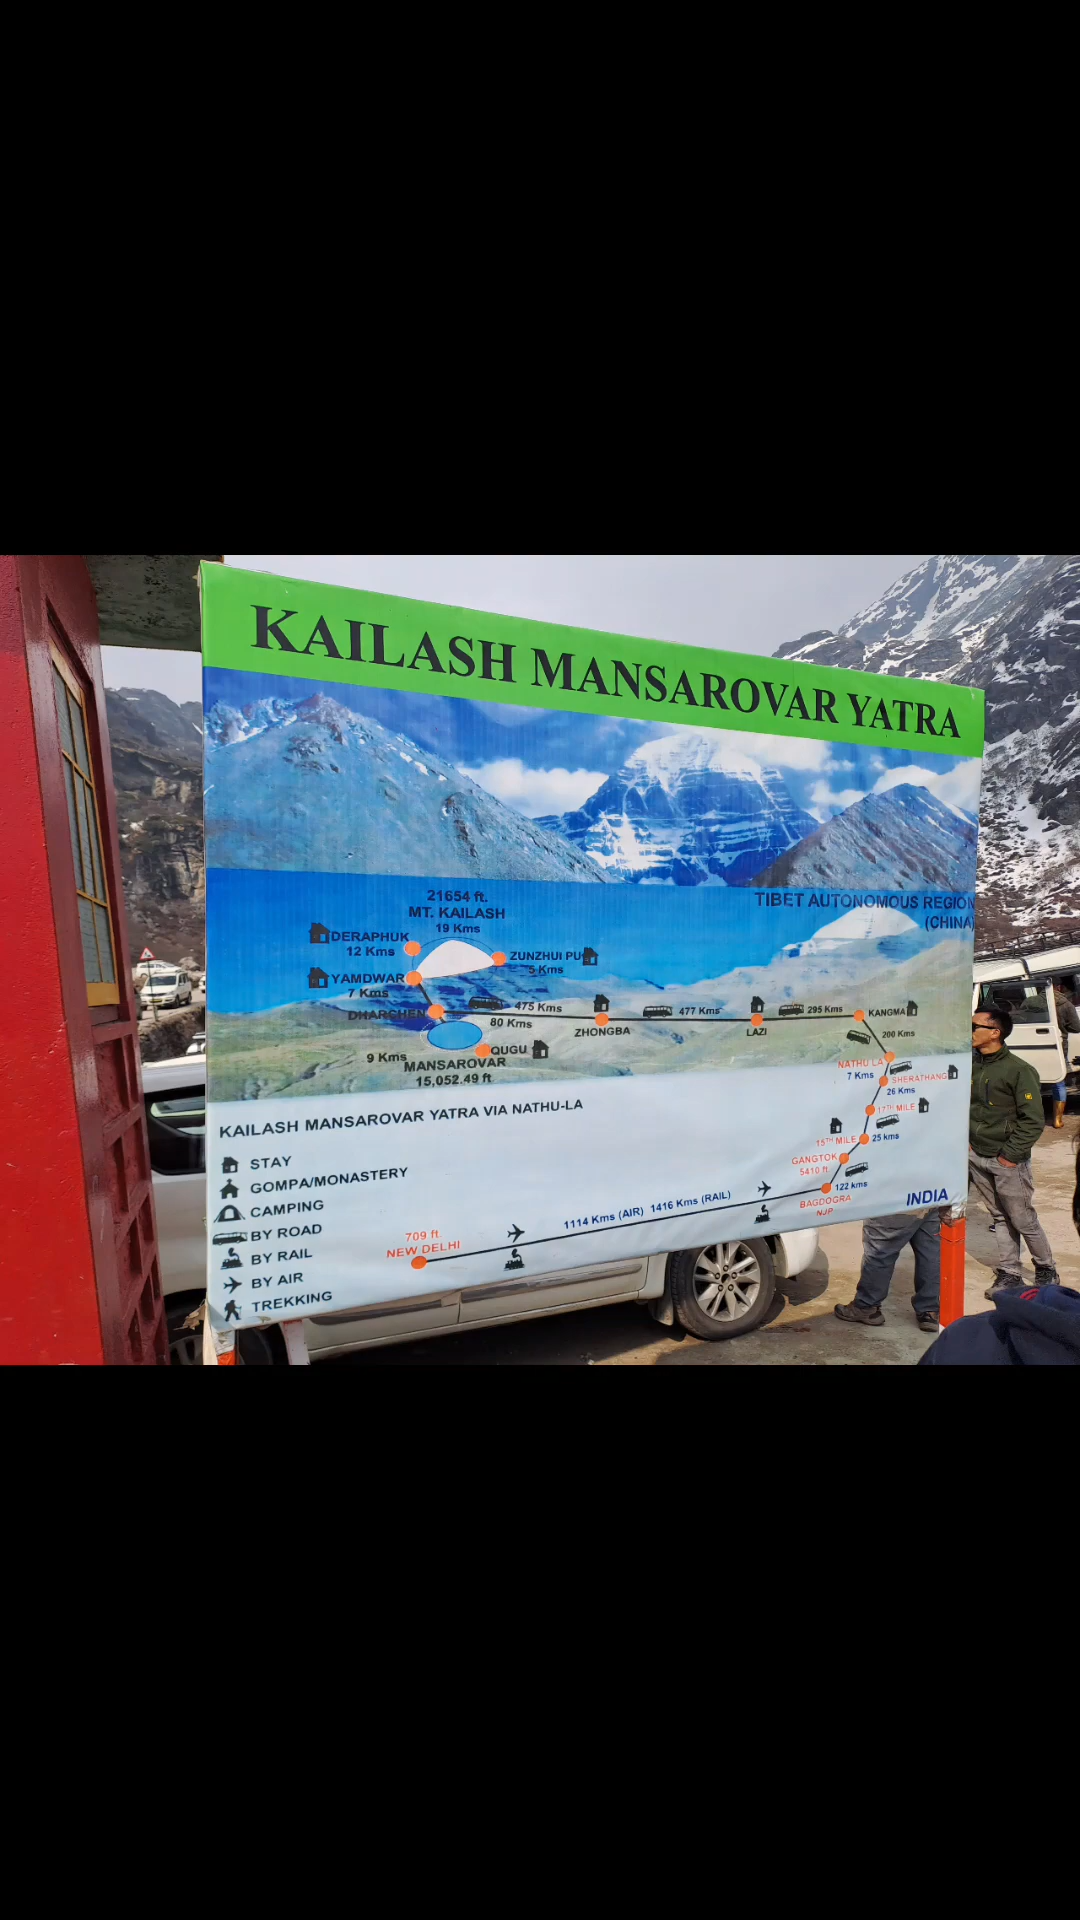 KAILASH MANSAROVAR YATRA
21654 ft.
MT. KAILASH
19 Kms
TIBET AUTONOMOUS REGION
(CHINA)
DERAPHUK
12 Kms
ZUNZHUI PU
5 Kms
YAMDWAR
7 Kms
DHARCHEN
475 Kms
80 Kms
ZHONGBA
477 Kms
LAZI
295 Kms
KANGMA
200 Kms
9 Kms
QUGU
MANSAROVAR
15,052.49 ft
NATHU LA
7 Kms
SHERATHANG
26 Kms
17TH MILE
15TH MILE
25 kms
GANGTOK
5410 ft
122 kms
BAGDOGRA
NJP
INDIA
KAILASH MANSAROVAR YATRA VIA NATHU-LA
STAY
GOMPA/MONASTERY
CAMPING
BY ROAD
BY RAIL
BY AIR
TREKKING
709 ft.
NEW DELHI
1114 Kms (AIR) 1416 Kms (RAIL)